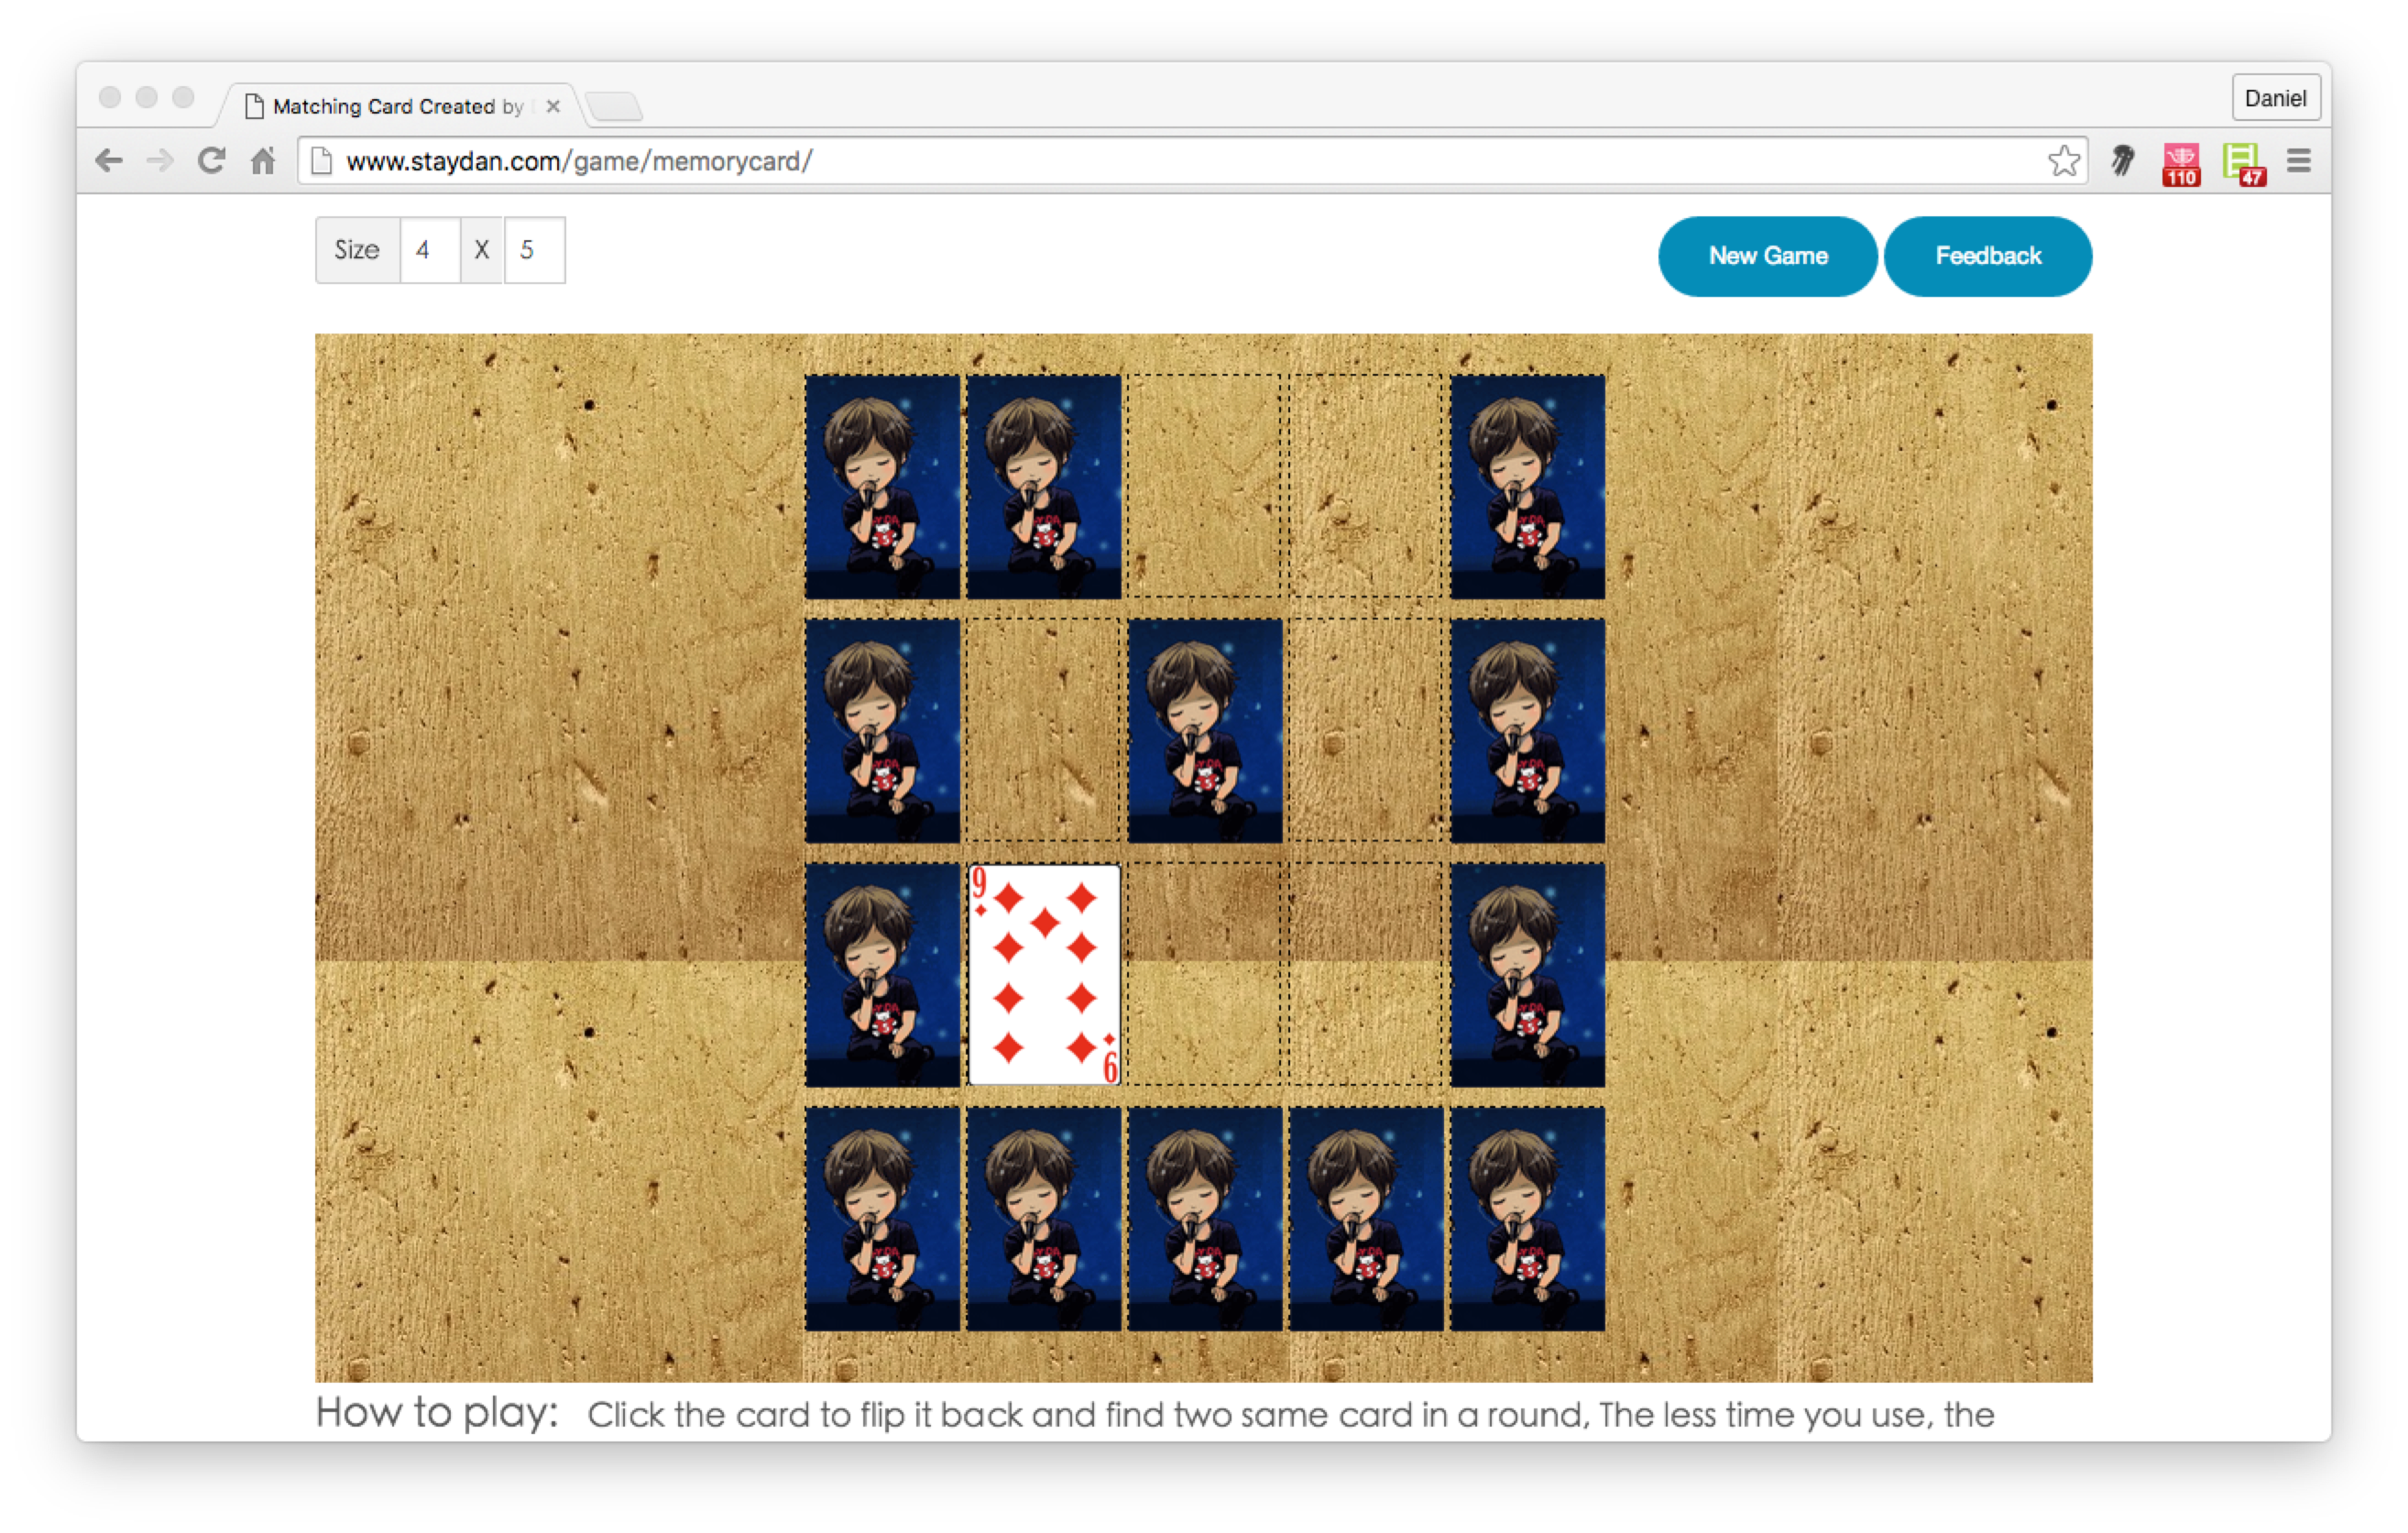 Matching Card Created by
Daniel
www.staydan.com/game/memorycard/
110
47
Size 4 X 5
New Game
Feedback
9
9
How to play: Click the card to flip it back and find two same card in a round, The less time you use, the